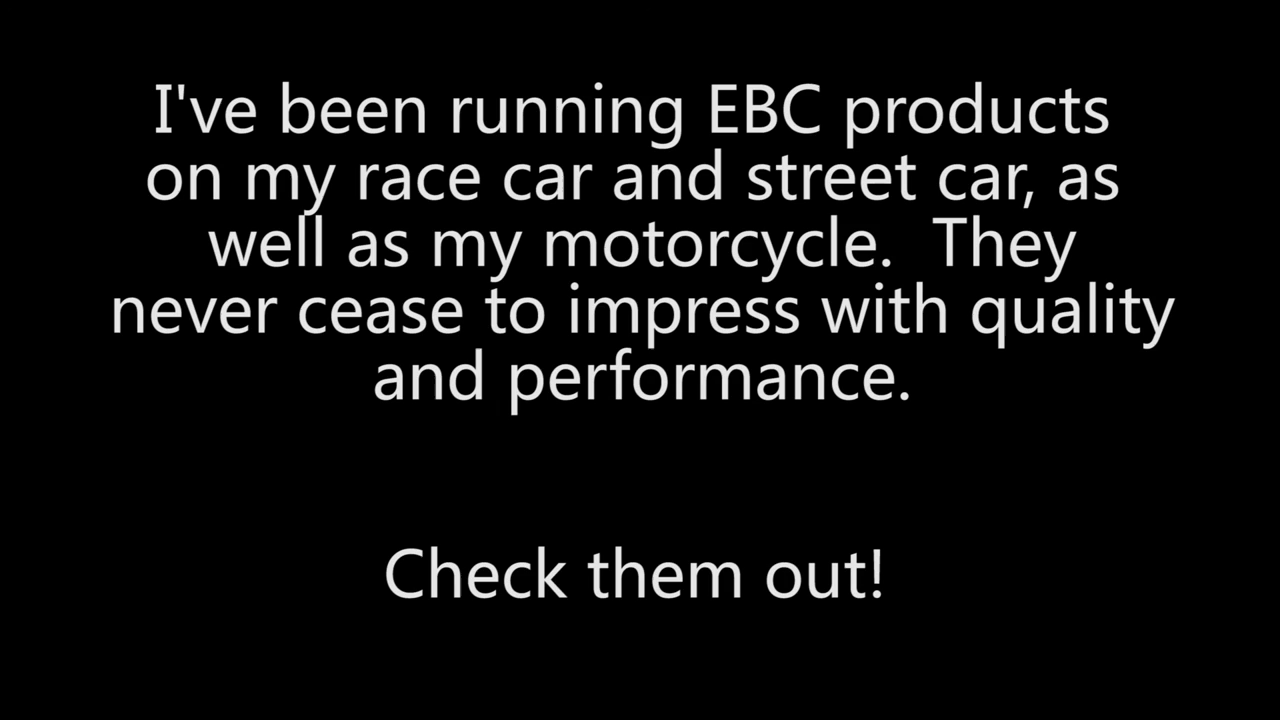 I've been running EBC products
on my race car and street car, as
well as my motorcycle.  They
never cease to impress with quality
and performance.
Check them out!